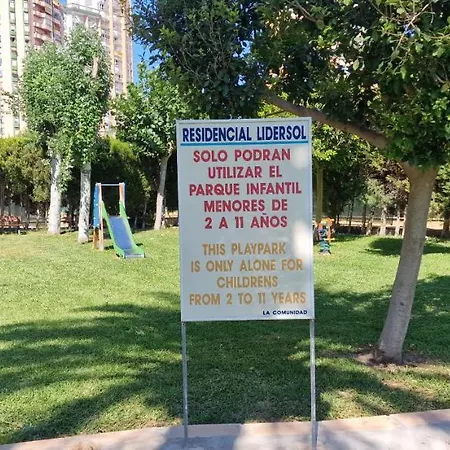 RESIDENCIAL LIDERSOL
SOLO PODRAN
UTILIZAR EL
PARQUE INFANTIL
MENORES DE
2 A 11 AÑOS
THIS PLAYPARK
IS ONLY ALONE FOR
CHILDRENS
FROM 2 TO 11 YEARS
LA COMUNIDAD